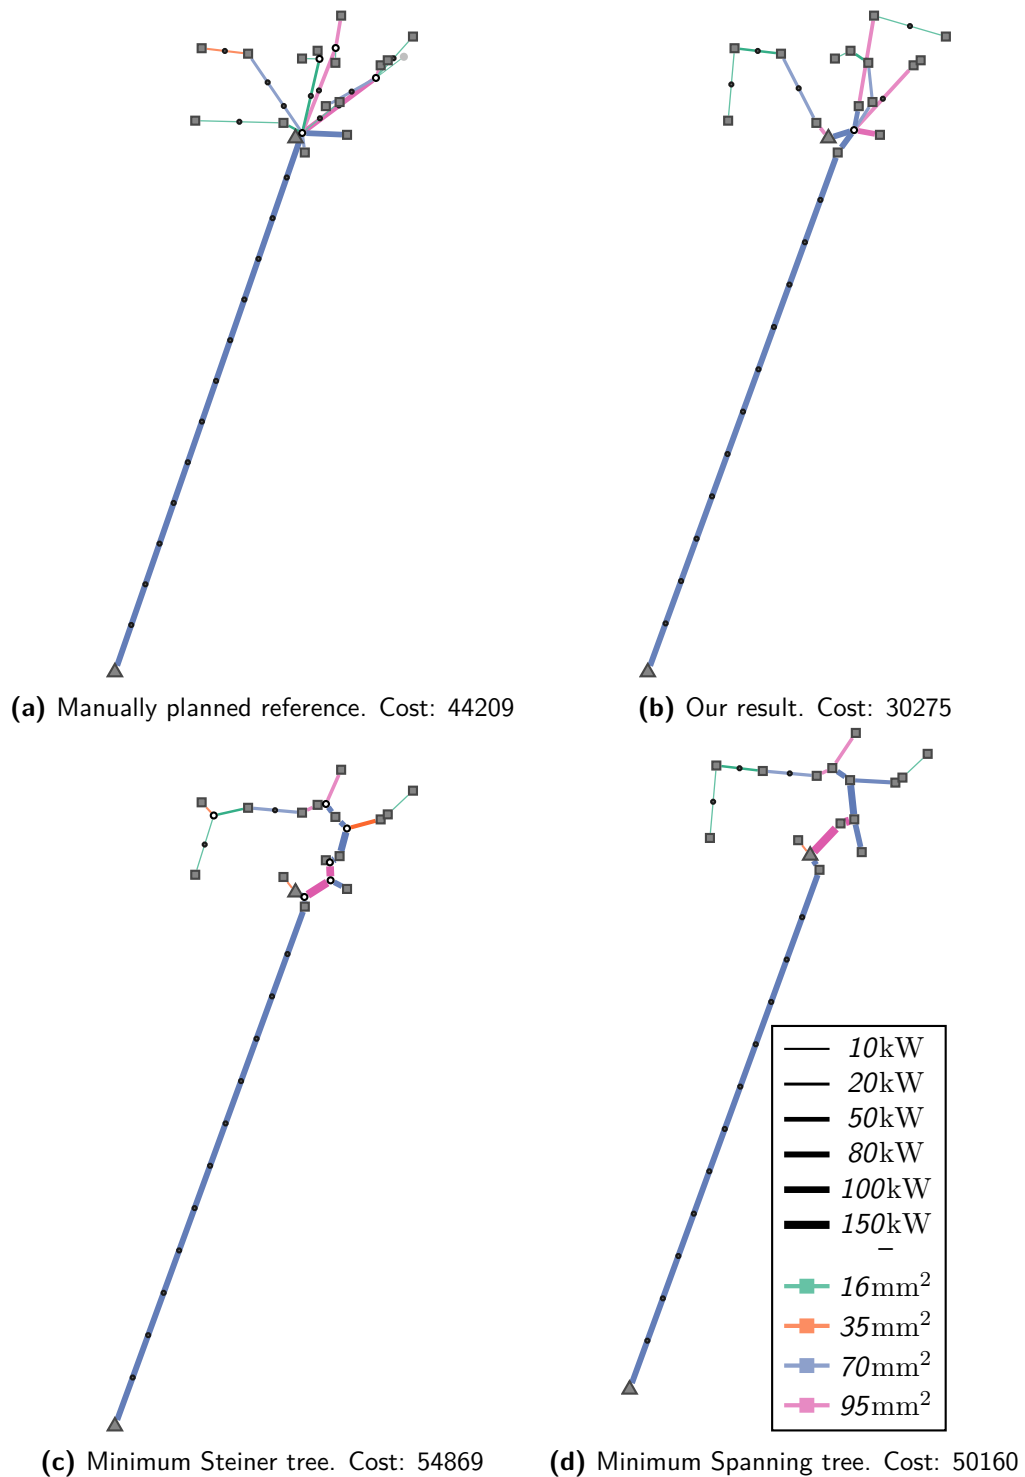 (a) Manually planned reference. Cost: 44209
(b) Our result. Cost: 30275
10kW
20kW
50kW
80kW
100kW
150kW
–
16mm²
35mm²
70mm²
95mm²
(c) Minimum Steiner tree. Cost: 54869
(d) Minimum Spanning tree. Cost: 50160